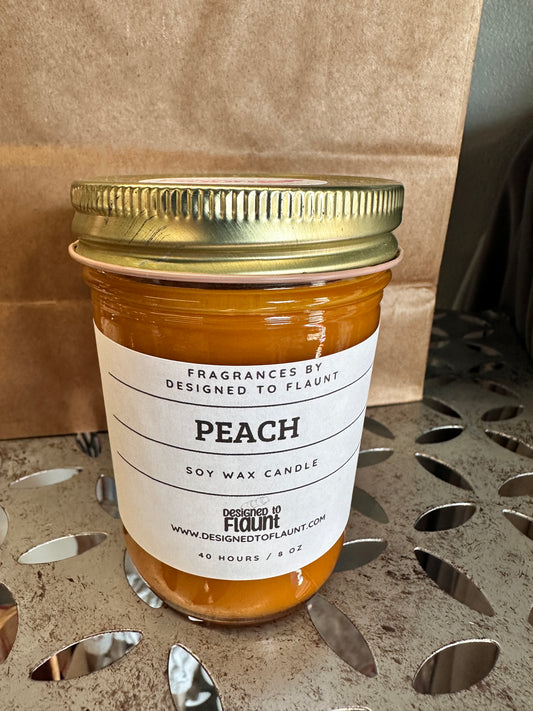 FRAGRANCES BY
DESIGNED TO FLAUNT
PEACH
SOY WAX CANDLE
Designed to
Flaunt
WWW.DESIGNEDTOFLAUNT.COM
40 HOURS / 8 OZ